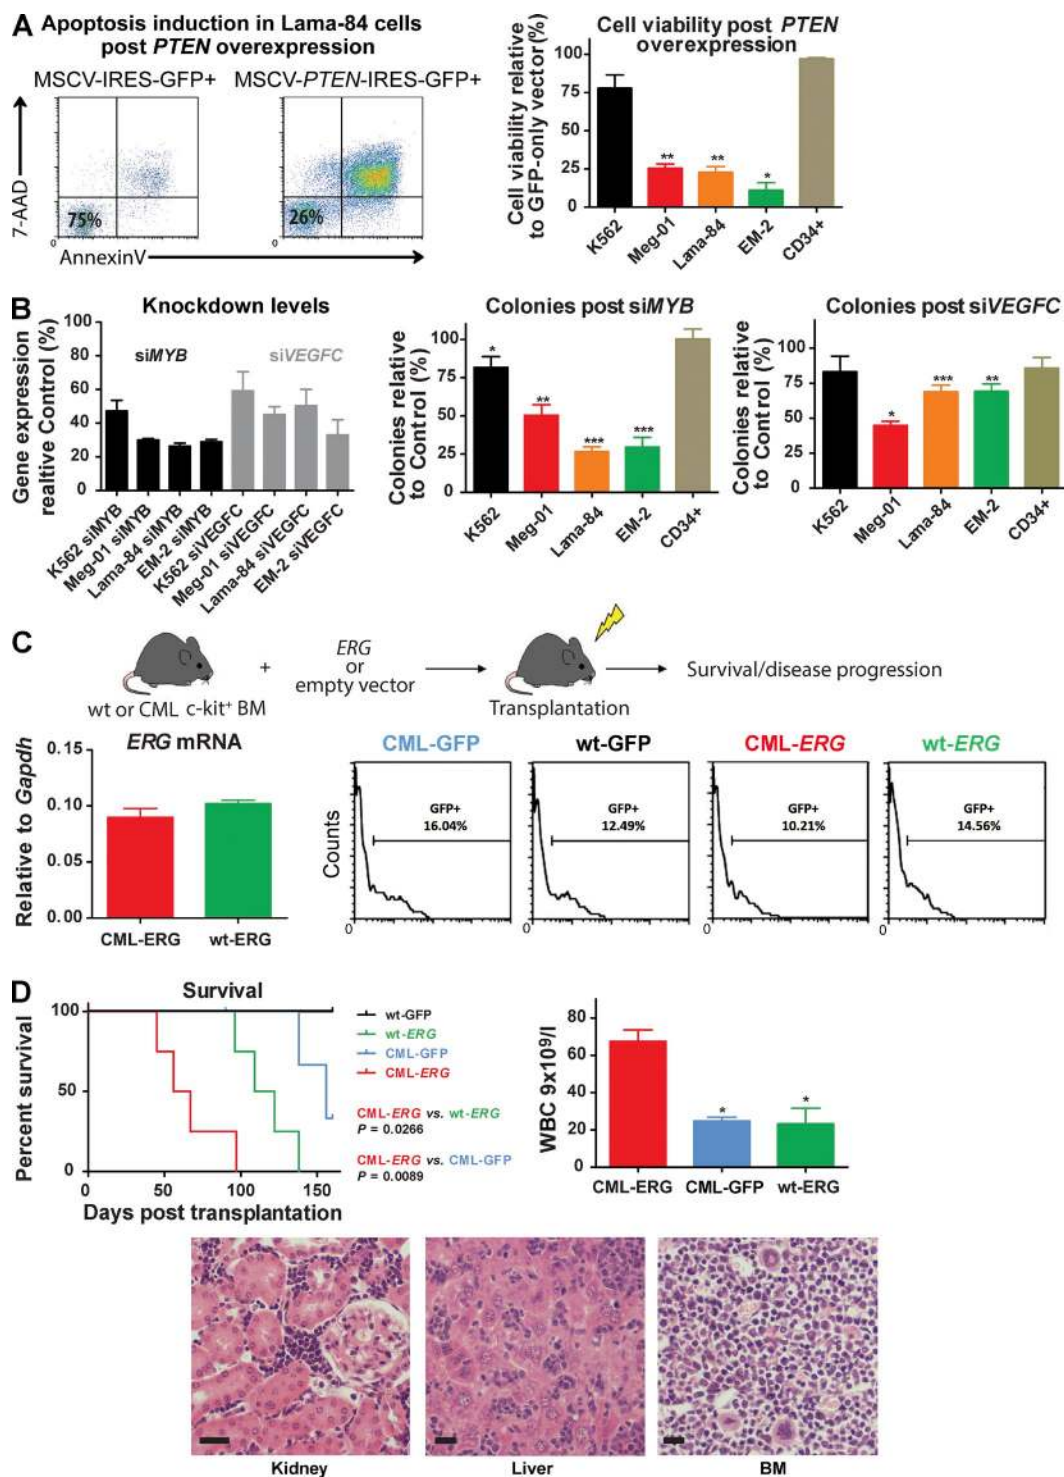 A Apoptosis induction in Lama-84 cells
post PTEN overexpression
MSCV-IRES-GFP+ MSCV-PTEN-IRES-GFP+
7-AAD
75%
26%
AnnexinV
Cell viability post PTEN
overexpression
Cell viability relative
to GFP-only vector (%)
100
75
50
25
0
** ** *
K562 Meg-01 Lama-84 EM-2 CD34+
B Knockdown levels
siMYB siVEGFC
Gene expression
realtive Control (%)
100
80
60
40
20
0
K562 siMYB
Meg-01 siMYB
Lama-84 siMYB
EM-2 siMYB
K562 siVEGFC
Meg-01 siVEGFC
Lama-84 siVEGFC
EM-2 siVEGFC
Colonies post siMYB
Colonies relative
to Control (%)
100
75
50
25
0
* ** *** ***
K562 Meg-01 Lama-84 EM-2 CD34+
Colonies post siVEGFC
Colonies relative
to Control (%)
100
75
50
25
0
* *** **
K562 Meg-01 Lama-84 EM-2 CD34+
C
wt or CML c-kit+ BM
+
ERG
or
empty vector
Transplantation
Survival/disease progression
ERG mRNA
Relative to Gapdh
0.15
0.10
0.05
0.00
CML-ERG wt-ERG
CML-GFP wt-GFP CML-ERG wt-ERG
Counts
GFP+
16.04%
GFP+
12.49%
GFP+
10.21%
GFP+
14.56%
0 0 0 0
D Survival
Percent survival
100
50
0
0 50 100 150
Days post transplantation
wt-GFP
wt-ERG
CML-GFP
CML-ERG
CML-ERG vs. wt-ERG
P = 0.0266
CML-ERG vs. CML-GFP
P = 0.0089
WBC 9x10⁹/l
80
60
40
20
0
* *
CML-ERG CML-GFP wt-ERG
Kidney Liver BM